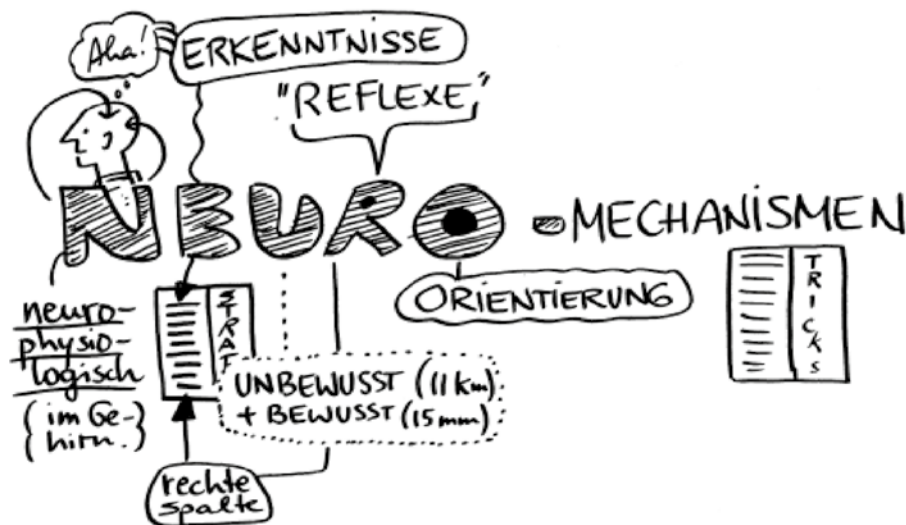 Aha!
ERKENNTNISSE
"REFLEXE"
NEURO-MECHANISMEN
ORIENTIERUNG
neuro-
physio-
logisch
(im Ge-
hirn.)
STRAT
UNBEWUSST (11 km)
+ BEWUSST (15 mm)
rechte
spalte
TRICKS